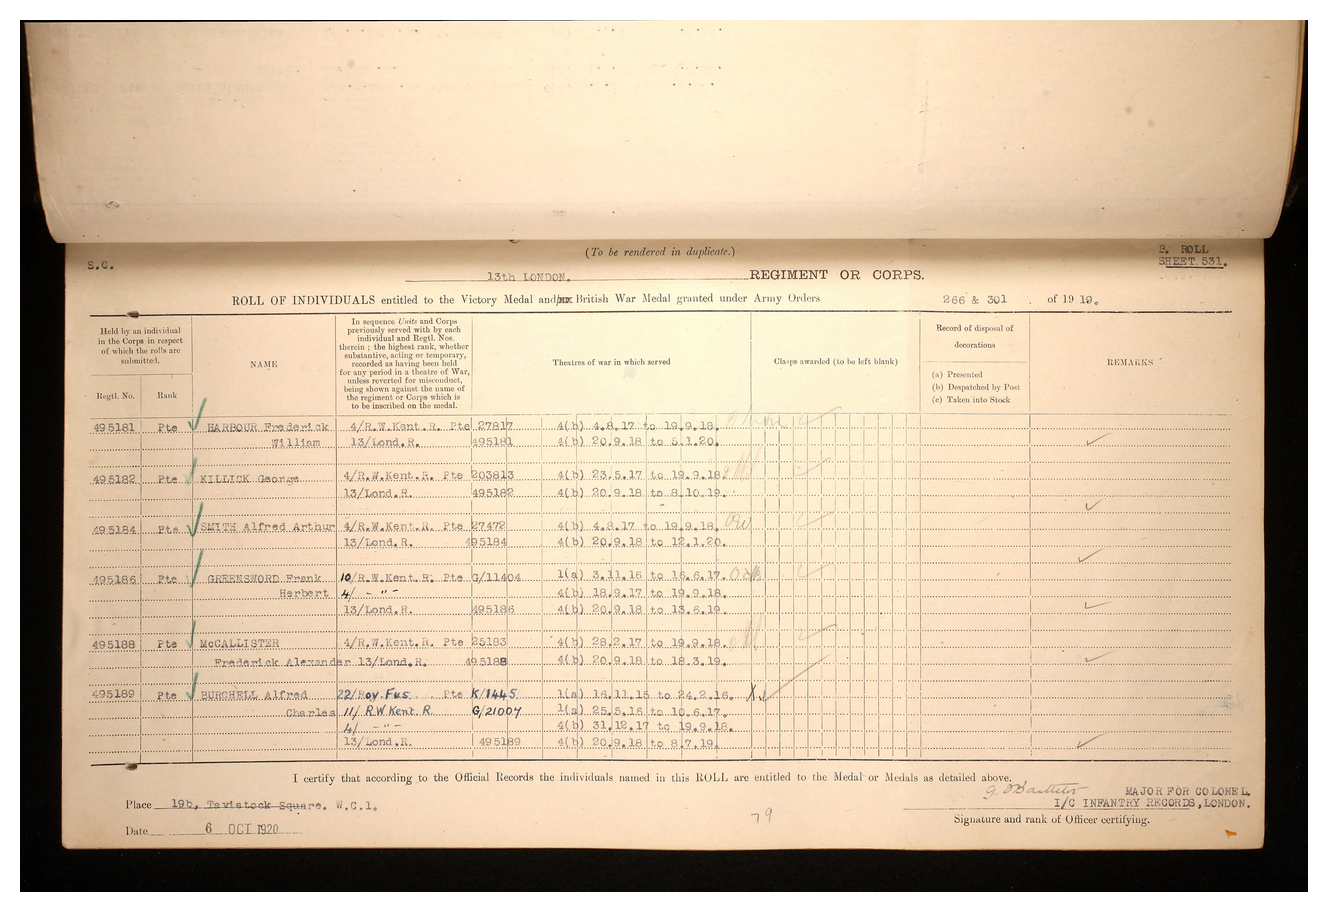 (To be rendered in duplicate.)
B. ROLL
SHEET 531.
S.C.
13th LONDON. REGIMENT OR CORPS.
ROLL OF INDIVIDUALS entitled to the Victory Medal and British War Medal granted under Army Orders 266 & 301 . of 19 19.
Held by an individual in the Corps in respect of which the rolls are submitted.
Regtl. No.
Rank
NAME
In sequence Units and Corps previously served with by each individual and Regtl. Nos. therein ; the highest rank, whether substantive, acting or temporary, recorded as having been held for any period in a theatre of War, unless reverted for misconduct, being shown against the name of the regiment or Corps which is to be inscribed on the medal.
Theatres of war in which served
Clasps awarded (to be left blank)
Record of disposal of decorations
(a) Presented
(b) Despatched by Post
(c) Taken into Stock
REMARKS
495181 Pte HARBOUR Frederick 4/R.W.Kent.R. Pte 27817 4(b) 4.8.17 to 19.9.18.
William 13/Lond.R. 495181 4(b) 20.9.18 to 5.1.20.
495182 Pte KILLICK George 4/R.W.Kent.R. Pte 203813 4(b) 23.5.17 to 19.9.18.
13/Lond.R. 495182 4(b) 20.9.18 to 8.10.19.
495184 Pte SMITH Alfred Arthur 4/R.W.Kent.R. Pte 27472 4(b) 4.8.17 to 19.9.18.
13/Lond.R. 495184 4(b) 20.9.18 to 12.1.20.
495186 Pte GREENSWORD Frank 10/R.W.Kent.R. Pte G/11404 1(a) 3.11.16 to 16.6.17.
Herbert 4/ - " - 4(b) 18.9.17 to 19.9.18.
13/Lond.R. 495186 4(b) 20.9.18 to 13.6.19.
495188 Pte McCALLISTER 4/R.W.Kent.R. Pte 25183 4(b) 28.2.17 to 19.9.18.
Frederick Alexander 13/Lond.R. 495188 4(b) 20.9.18 to 18.3.19.
495189 Pte BURCHELL Alfred 22/Roy.Fus. Pte K/1445 1(a) 16.11.15 to 24.2.16. X
Charles 11/ R.W.Kent.R. G/21007 1(a) 25.5.16 to 10.6.17.
4/ - " - 4(b) 31.12.17 to 19.9.18.
13/Lond.R. 495189 4(b) 20.9.18 to 8.7.19.
I certify that according to the Official Records the individuals named in this ROLL are entitled to the Medal or Medals as detailed above.
Place 19b, Tavistock Square. W.C.1.
MAJOR FOR COLONEL
I/C INFANTRY RECORDS, LONDON.
Signature and rank of Officer certifying.
Date 6 OCT 1920
79